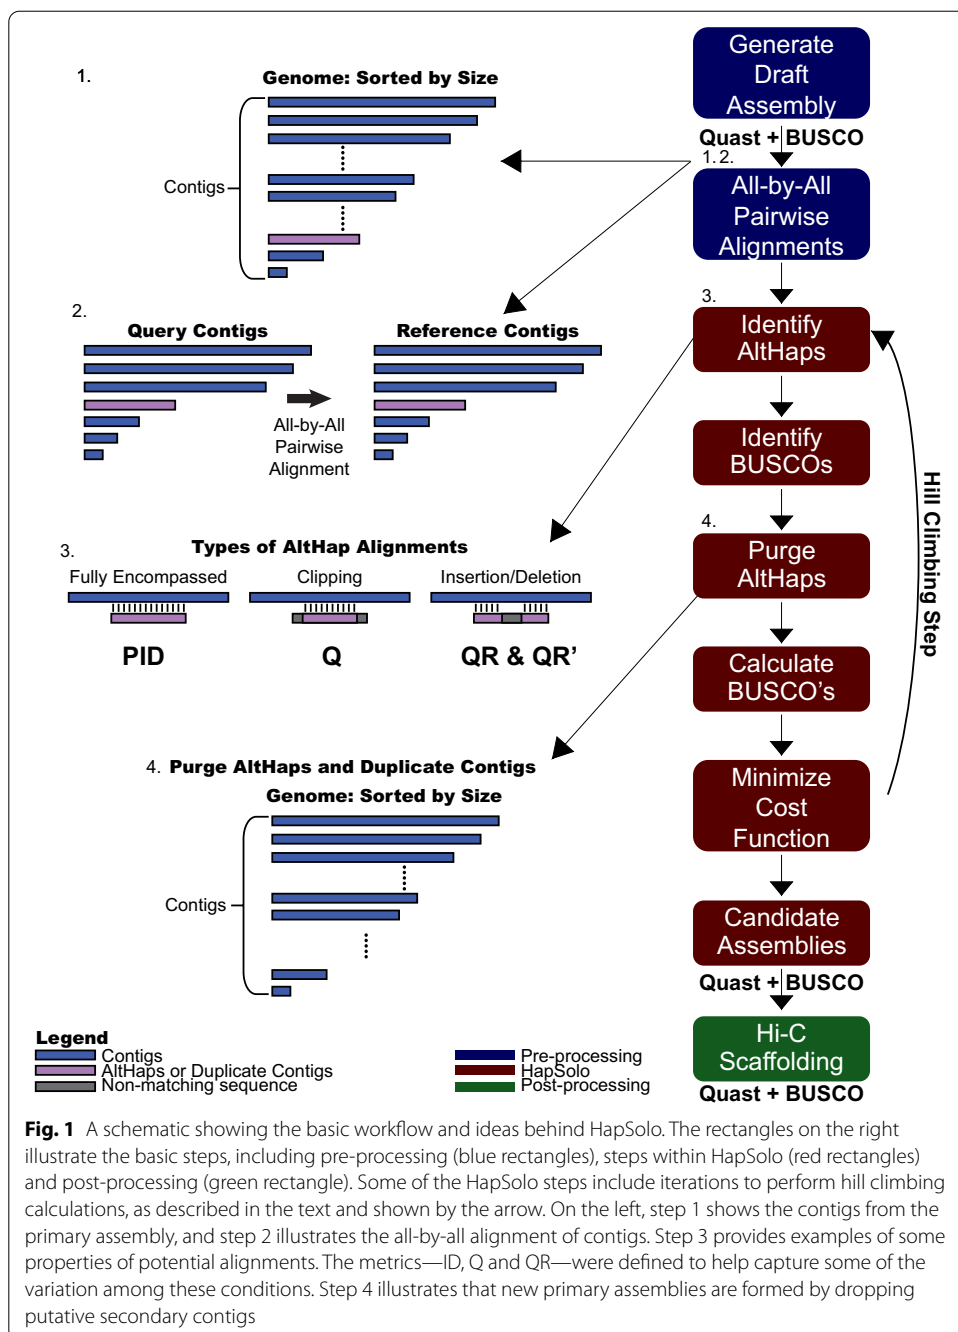 1.
Genome: Sorted by Size
Contigs
2.
Query Contigs
Reference Contigs
All-by-All
Pairwise
Alignment
3.
Types of AltHap Alignments
Fully Encompassed
Clipping
Insertion/Deletion
PID
Q
QR & QR’
4. Purge AltHaps and Duplicate Contigs
Genome: Sorted by Size
Contigs
Generate
Draft
Assembly
Quast + BUSCO
1. 2.
All-by-All
Pairwise
Alignments
3.
Identify
AltHaps
Identify
BUSCOs
4.
Purge
AltHaps
Calculate
BUSCO’s
Minimize
Cost
Function
Hill Climbing Step
Candidate
Assemblies
Quast + BUSCO
Hi-C
Scaffolding
Quast + BUSCO
Legend
Contigs
AltHaps or Duplicate Contigs
Non-matching sequence
Pre-processing
HapSolo
Post-processing
Fig. 1 A schematic showing the basic workflow and ideas behind HapSolo. The rectangles on the right
illustrate the basic steps, including pre-processing (blue rectangles), steps within HapSolo (red rectangles)
and post-processing (green rectangle). Some of the HapSolo steps include iterations to perform hill climbing
calculations, as described in the text and shown by the arrow. On the left, step 1 shows the contigs from the
primary assembly, and step 2 illustrates the all-by-all alignment of contigs. Step 3 provides examples of some
properties of potential alignments. The metrics—ID, Q and QR—were defined to help capture some of the
variation among these conditions. Step 4 illustrates that new primary assemblies are formed by dropping
putative secondary contigs